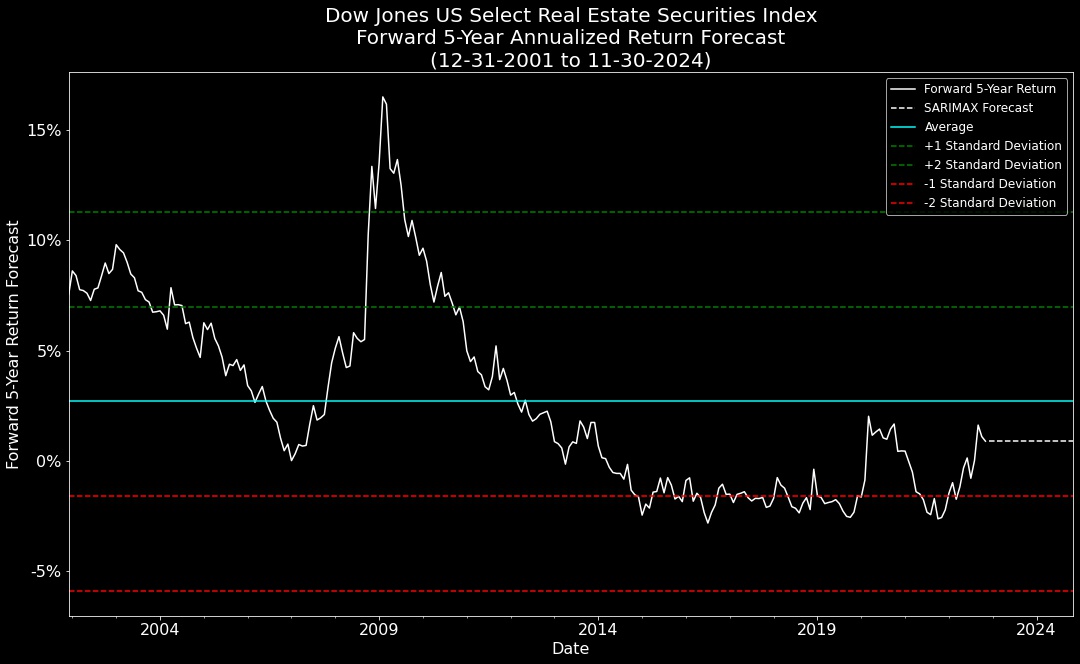 Dow Jones US Select Real Estate Securities Index
Forward 5-Year Annualized Return Forecast
(12-31-2001 to 11-30-2024)
Forward 5-Year Return
SARIMAX Forecast
Average
+1 Standard Deviation
+2 Standard Deviation
-1 Standard Deviation
-2 Standard Deviation
Forward 5-Year Return Forecast
15%
10%
5%
0%
-5%
2004
2009
2014
2019
2024
Date